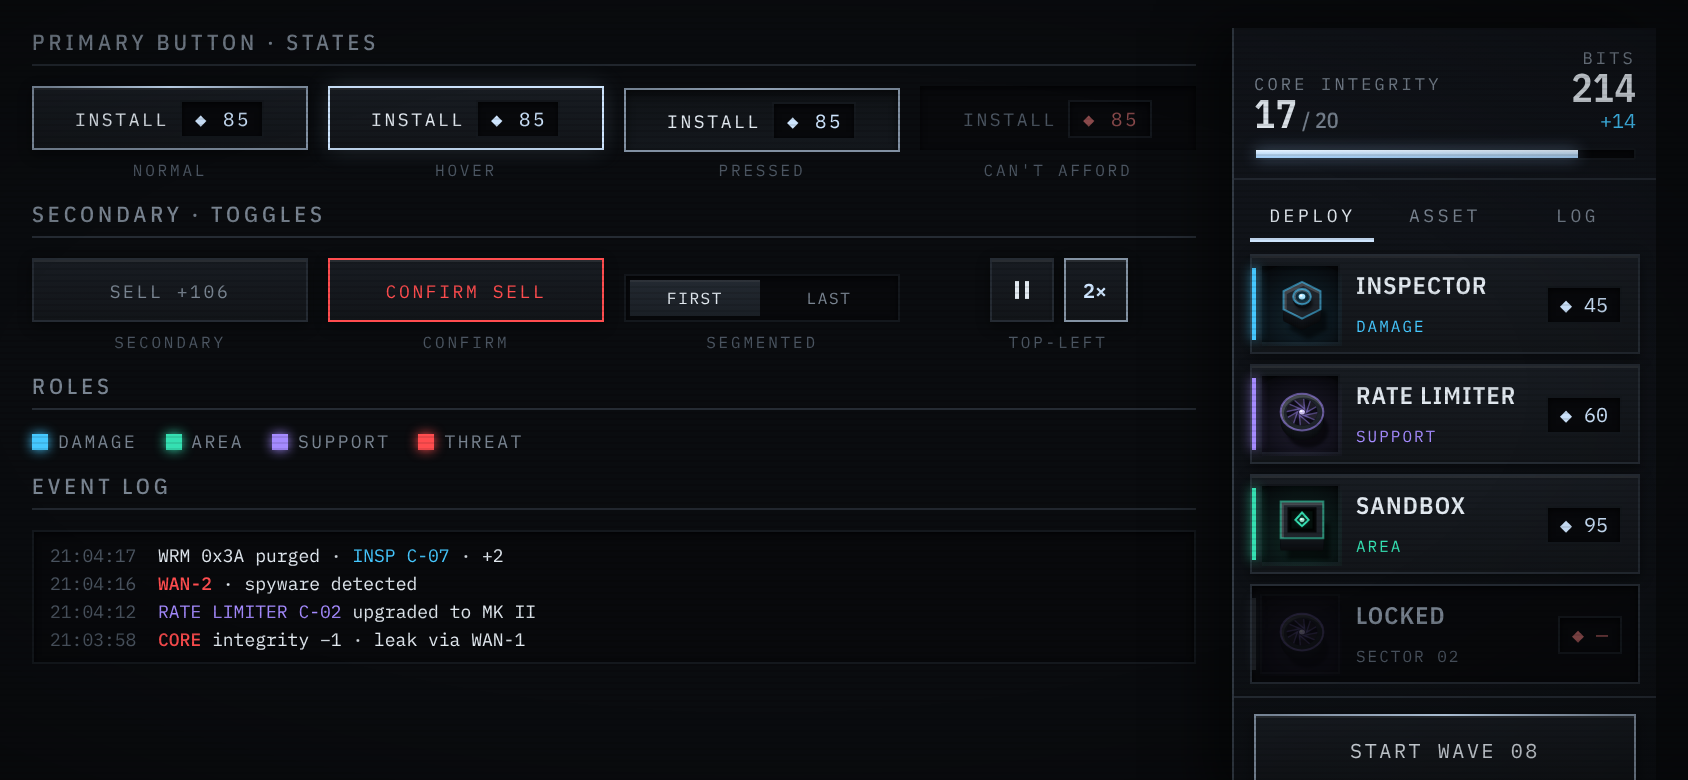 PRIMARY BUTTON · STATES
INSTALL ◆ 85
INSTALL ◆ 85
INSTALL ◆ 85
INSTALL ◆ 85
NORMAL
HOVER
PRESSED
CAN'T AFFORD
SECONDARY · TOGGLES
SELL +106
CONFIRM SELL
FIRST
LAST
2×
SECONDARY
CONFIRM
SEGMENTED
TOP-LEFT
ROLES
DAMAGE
AREA
SUPPORT
THREAT
EVENT LOG
21:04:17 WRM 0x3A purged · INSP C-07 · +2
21:04:16 WAN-2 · spyware detected
21:04:12 RATE LIMITER C-02 upgraded to MK II
21:03:58 CORE integrity −1 · leak via WAN-1
CORE INTEGRITY
17 / 20
BITS
214
+14
DEPLOY
ASSET
LOG
INSPECTOR
DAMAGE
◆ 45
RATE LIMITER
SUPPORT
◆ 60
SANDBOX
AREA
◆ 95
LOCKED
SECTOR 02
◆ —
START WAVE 08